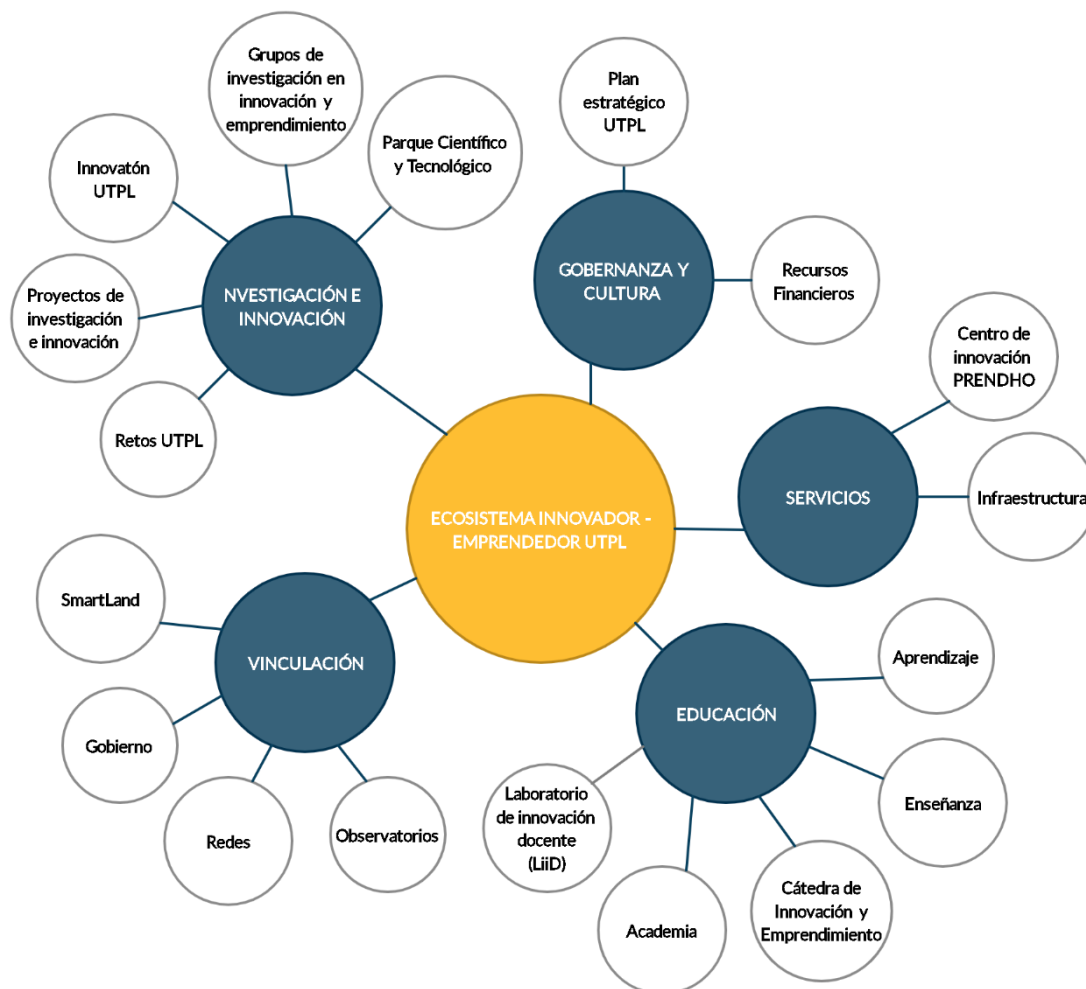 Grupos de
investigación en
innovación y
emprendimiento
Plan
estratégico
UTPL
Parque Científico
y Tecnológico
Innovatón
UTPL
GOBERNANZA Y
CULTURA
Recursos
Financieros
Proyectos de
investigación
e innovación
NVESTIGACIÓN E
INNOVACIÓN
Centro de
innovación
PRENDHO
Retos UTPL
SERVICIOS
Infraestructura
ECOSISTEMA INNOVADOR -
EMPRENDEDOR UTPL
SmartLand
VINCULACIÓN
Aprendizaje
EDUCACIÓN
Gobierno
Laboratorio
de innovación
docente
(LiiD)
Enseñanza
Redes
Observatorios
Academia
Cátedra de
Innovación y
Emprendimiento